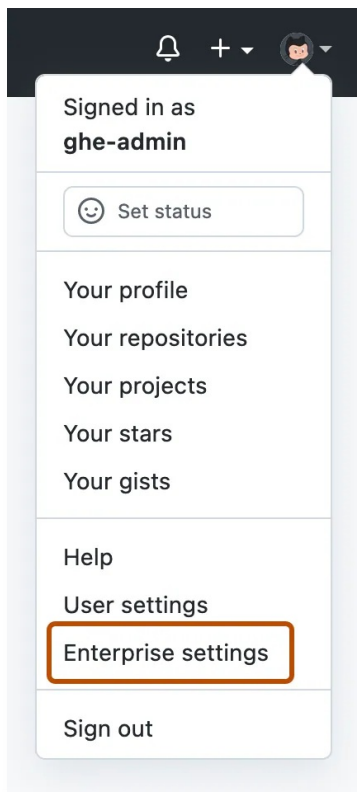 Signed in as
ghe-admin
Set status
Your profile
Your repositories
Your projects
Your stars
Your gists
Help
User settings
Enterprise settings
Sign out